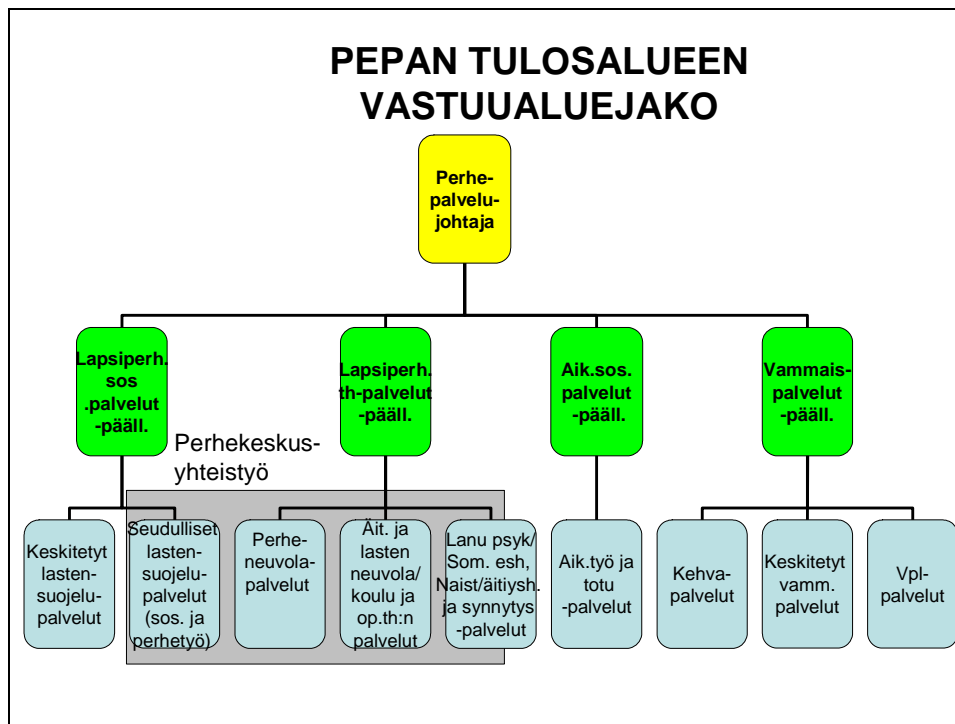 PEPAN TULOSALUEEN
VASTUUALUEJAKO
Perhe-
palvelu-
johtaja
Lapsiperh.
sos
.palvelut
-pääll.
Lapsiperh.
th-palvelut
-pääll.
Aik.sos.
palvelut
-pääll.
Vammais-
palvelut
-pääll.
Perhekeskus-
yhteistyö
Keskitetyt
lasten-
suojelu-
palvelut
Seudulliset
lasten-
suojelu-
palvelut
(sos. ja
perhetyö)
Perhe-
neuvola-
palvelut
Äit. ja
lasten
neuvola/
koulu ja
op.th:n
palvelut
Lanu psyk/
Som. esh,
Naist/äitiysh.
ja synnytys
-palvelut
Aik.työ ja
totu
-palvelut
Kehva-
palvelut
Keskitetyt
vamm.
palvelut
Vpl-
palvelut